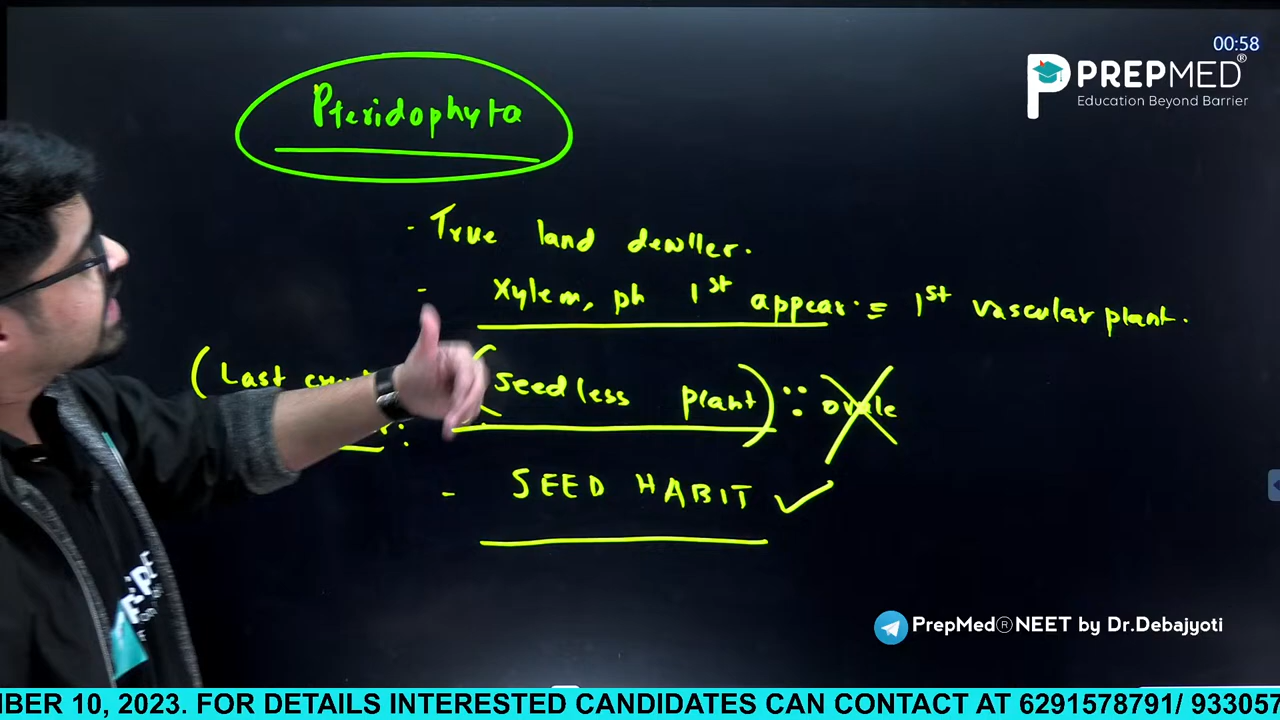 00:58
PREPMED®
Education Beyond Barrier
Pteridophyta
· True land dewller.
- Xylem, ph 1st appear. = 1st vascular plant.
(Last (seedless plant) :: ovule
- SEED HABIT ✓
PrepMed®NEET by Dr.Debajyoti
BER 10, 2023. FOR DETAILS INTERESTED CANDIDATES CAN CONTACT AT 6291578791/ 933057